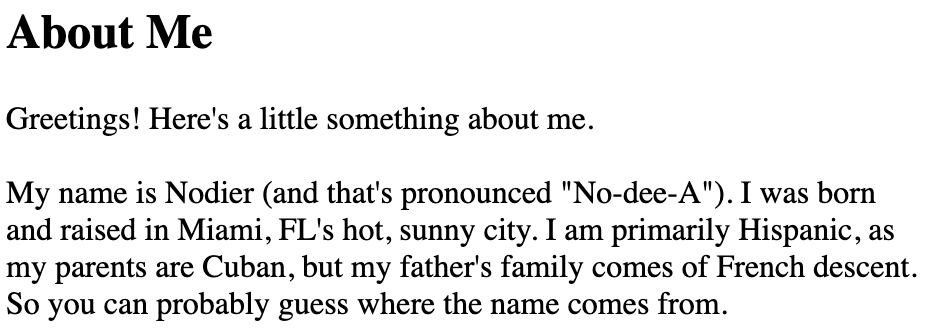 About Me
Greetings! Here's a little something about me.
My name is Nodier (and that's pronounced "No-dee-A"). I was born
and raised in Miami, FL's hot, sunny city. I am primarily Hispanic, as
my parents are Cuban, but my father's family comes of French descent.
So you can probably guess where the name comes from.